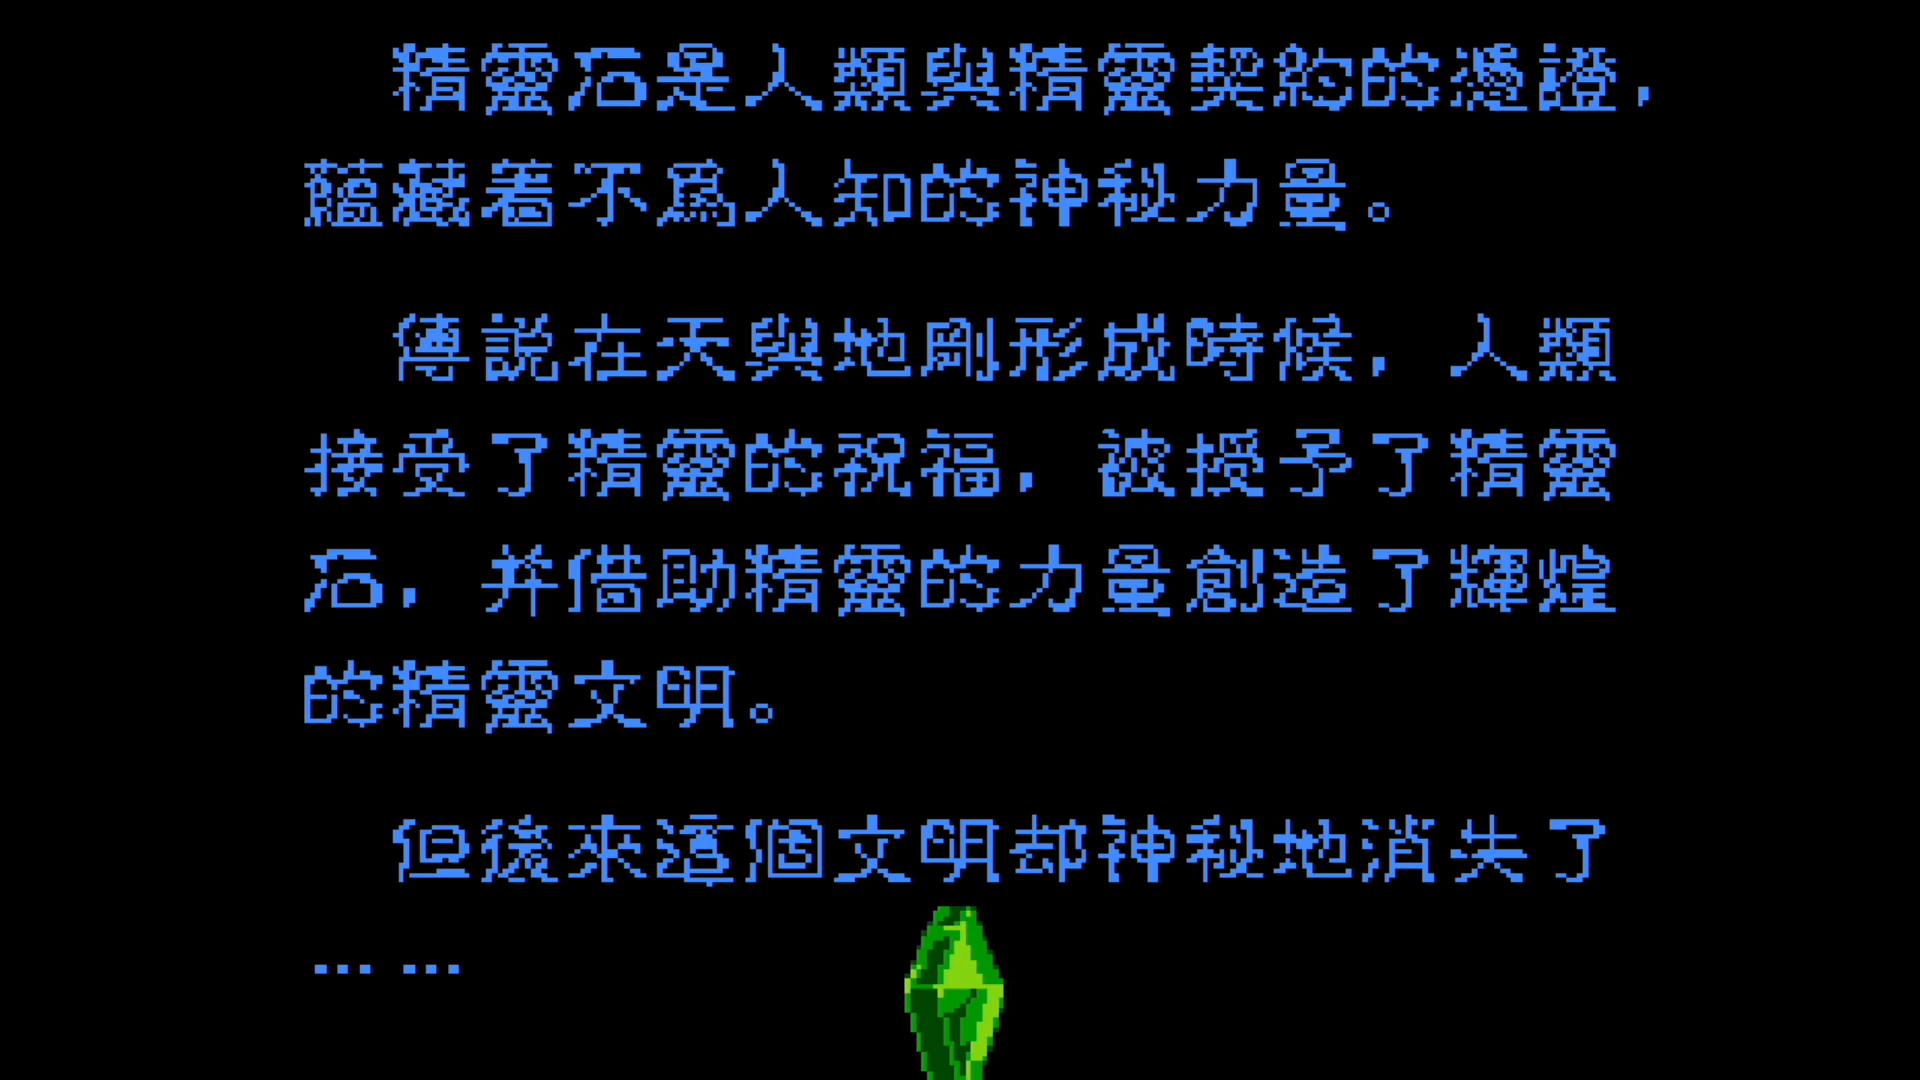 精靈石是人類與精靈契約的憑證，
蘊藏着不爲人知的神秘力量。
傳説在天與地剛形成時候，人類
接受了精靈的祝福，被授予了精靈
石，并借助精靈的力量創造了輝煌
的精靈文明。
但後來這個文明却神秘地消失了
……